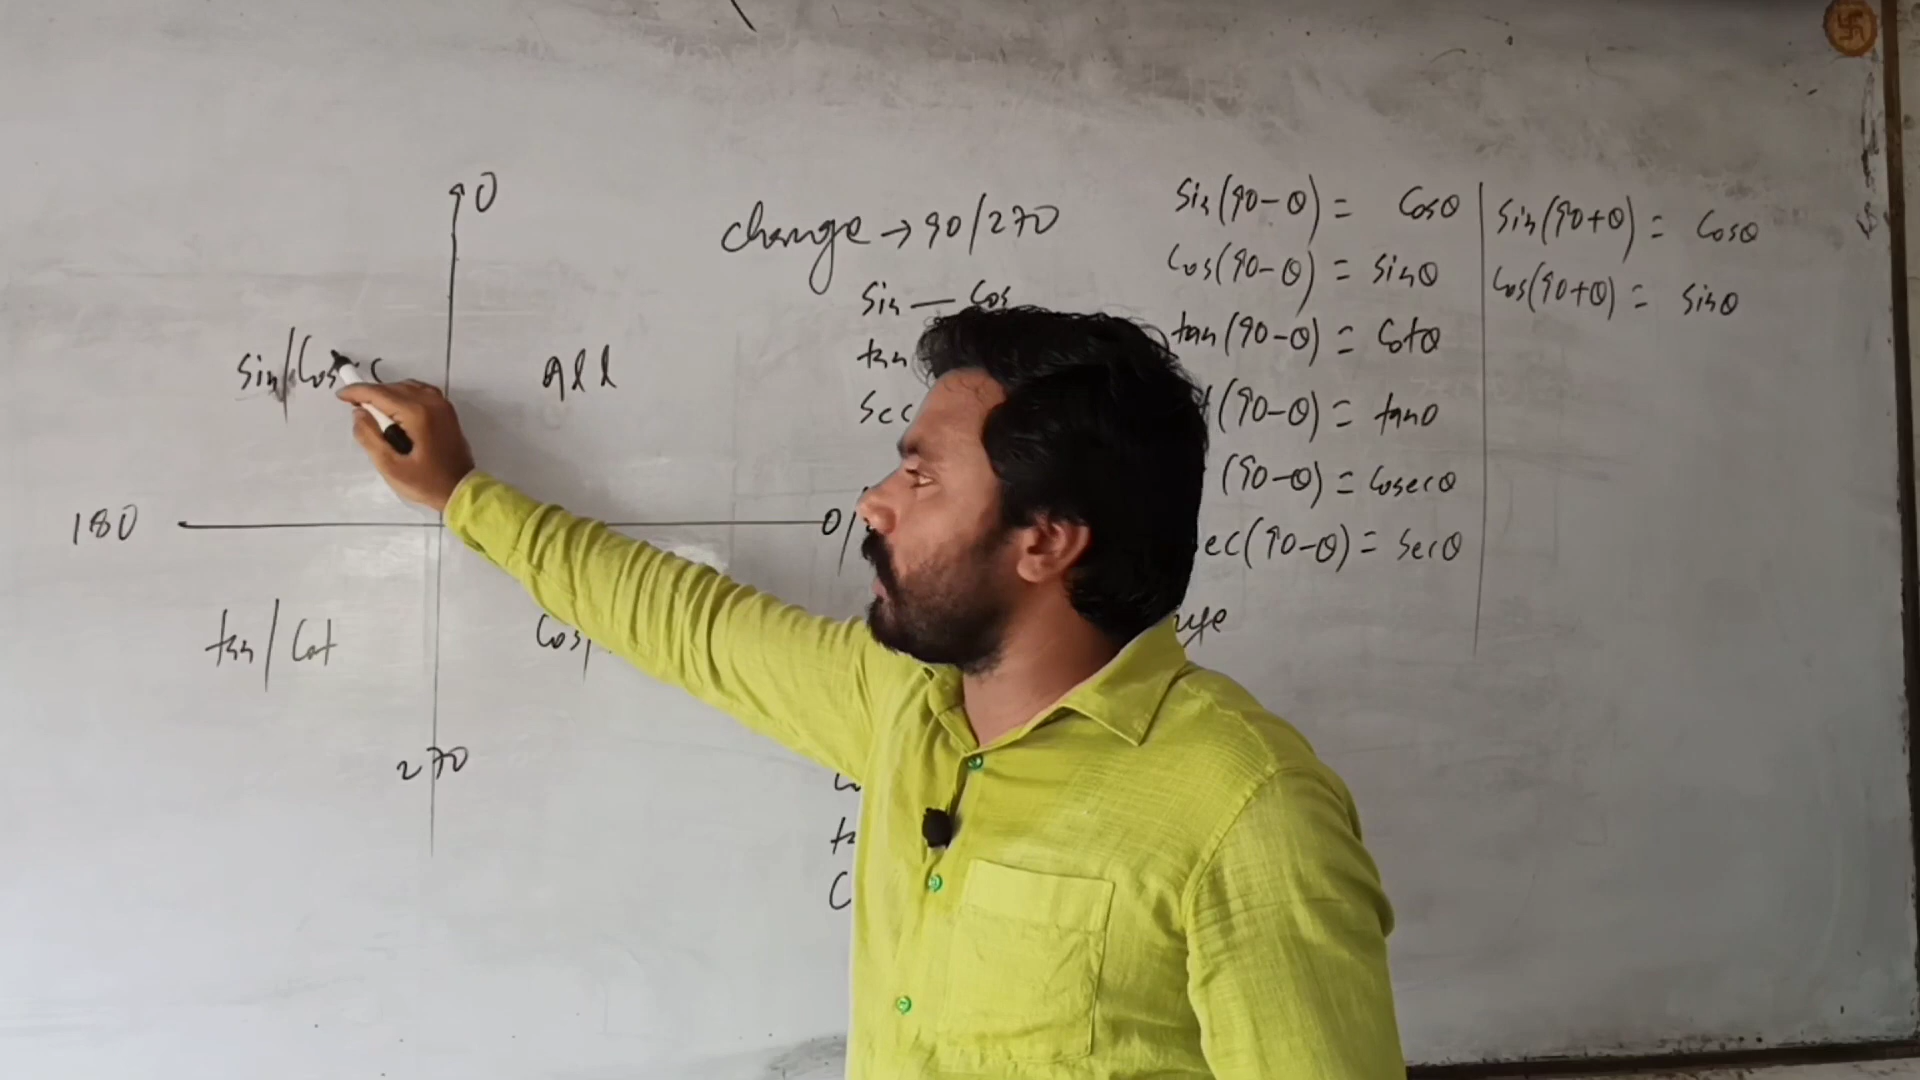 90
sin/Cosec
All
180
0/
tan/Cot
Cos/
270
change → 90/270
Sin — Cos
tan
Sec
Sin(90-θ) = Cosθ
Cos(90-θ) = Sinθ
tan(90-θ) = Cotθ
(90-θ) = tanθ
(90-θ) = Cosecθ
ec(90-θ) = Secθ
Sin(90+θ) = Cosθ
Cos(90+θ) = Sinθ